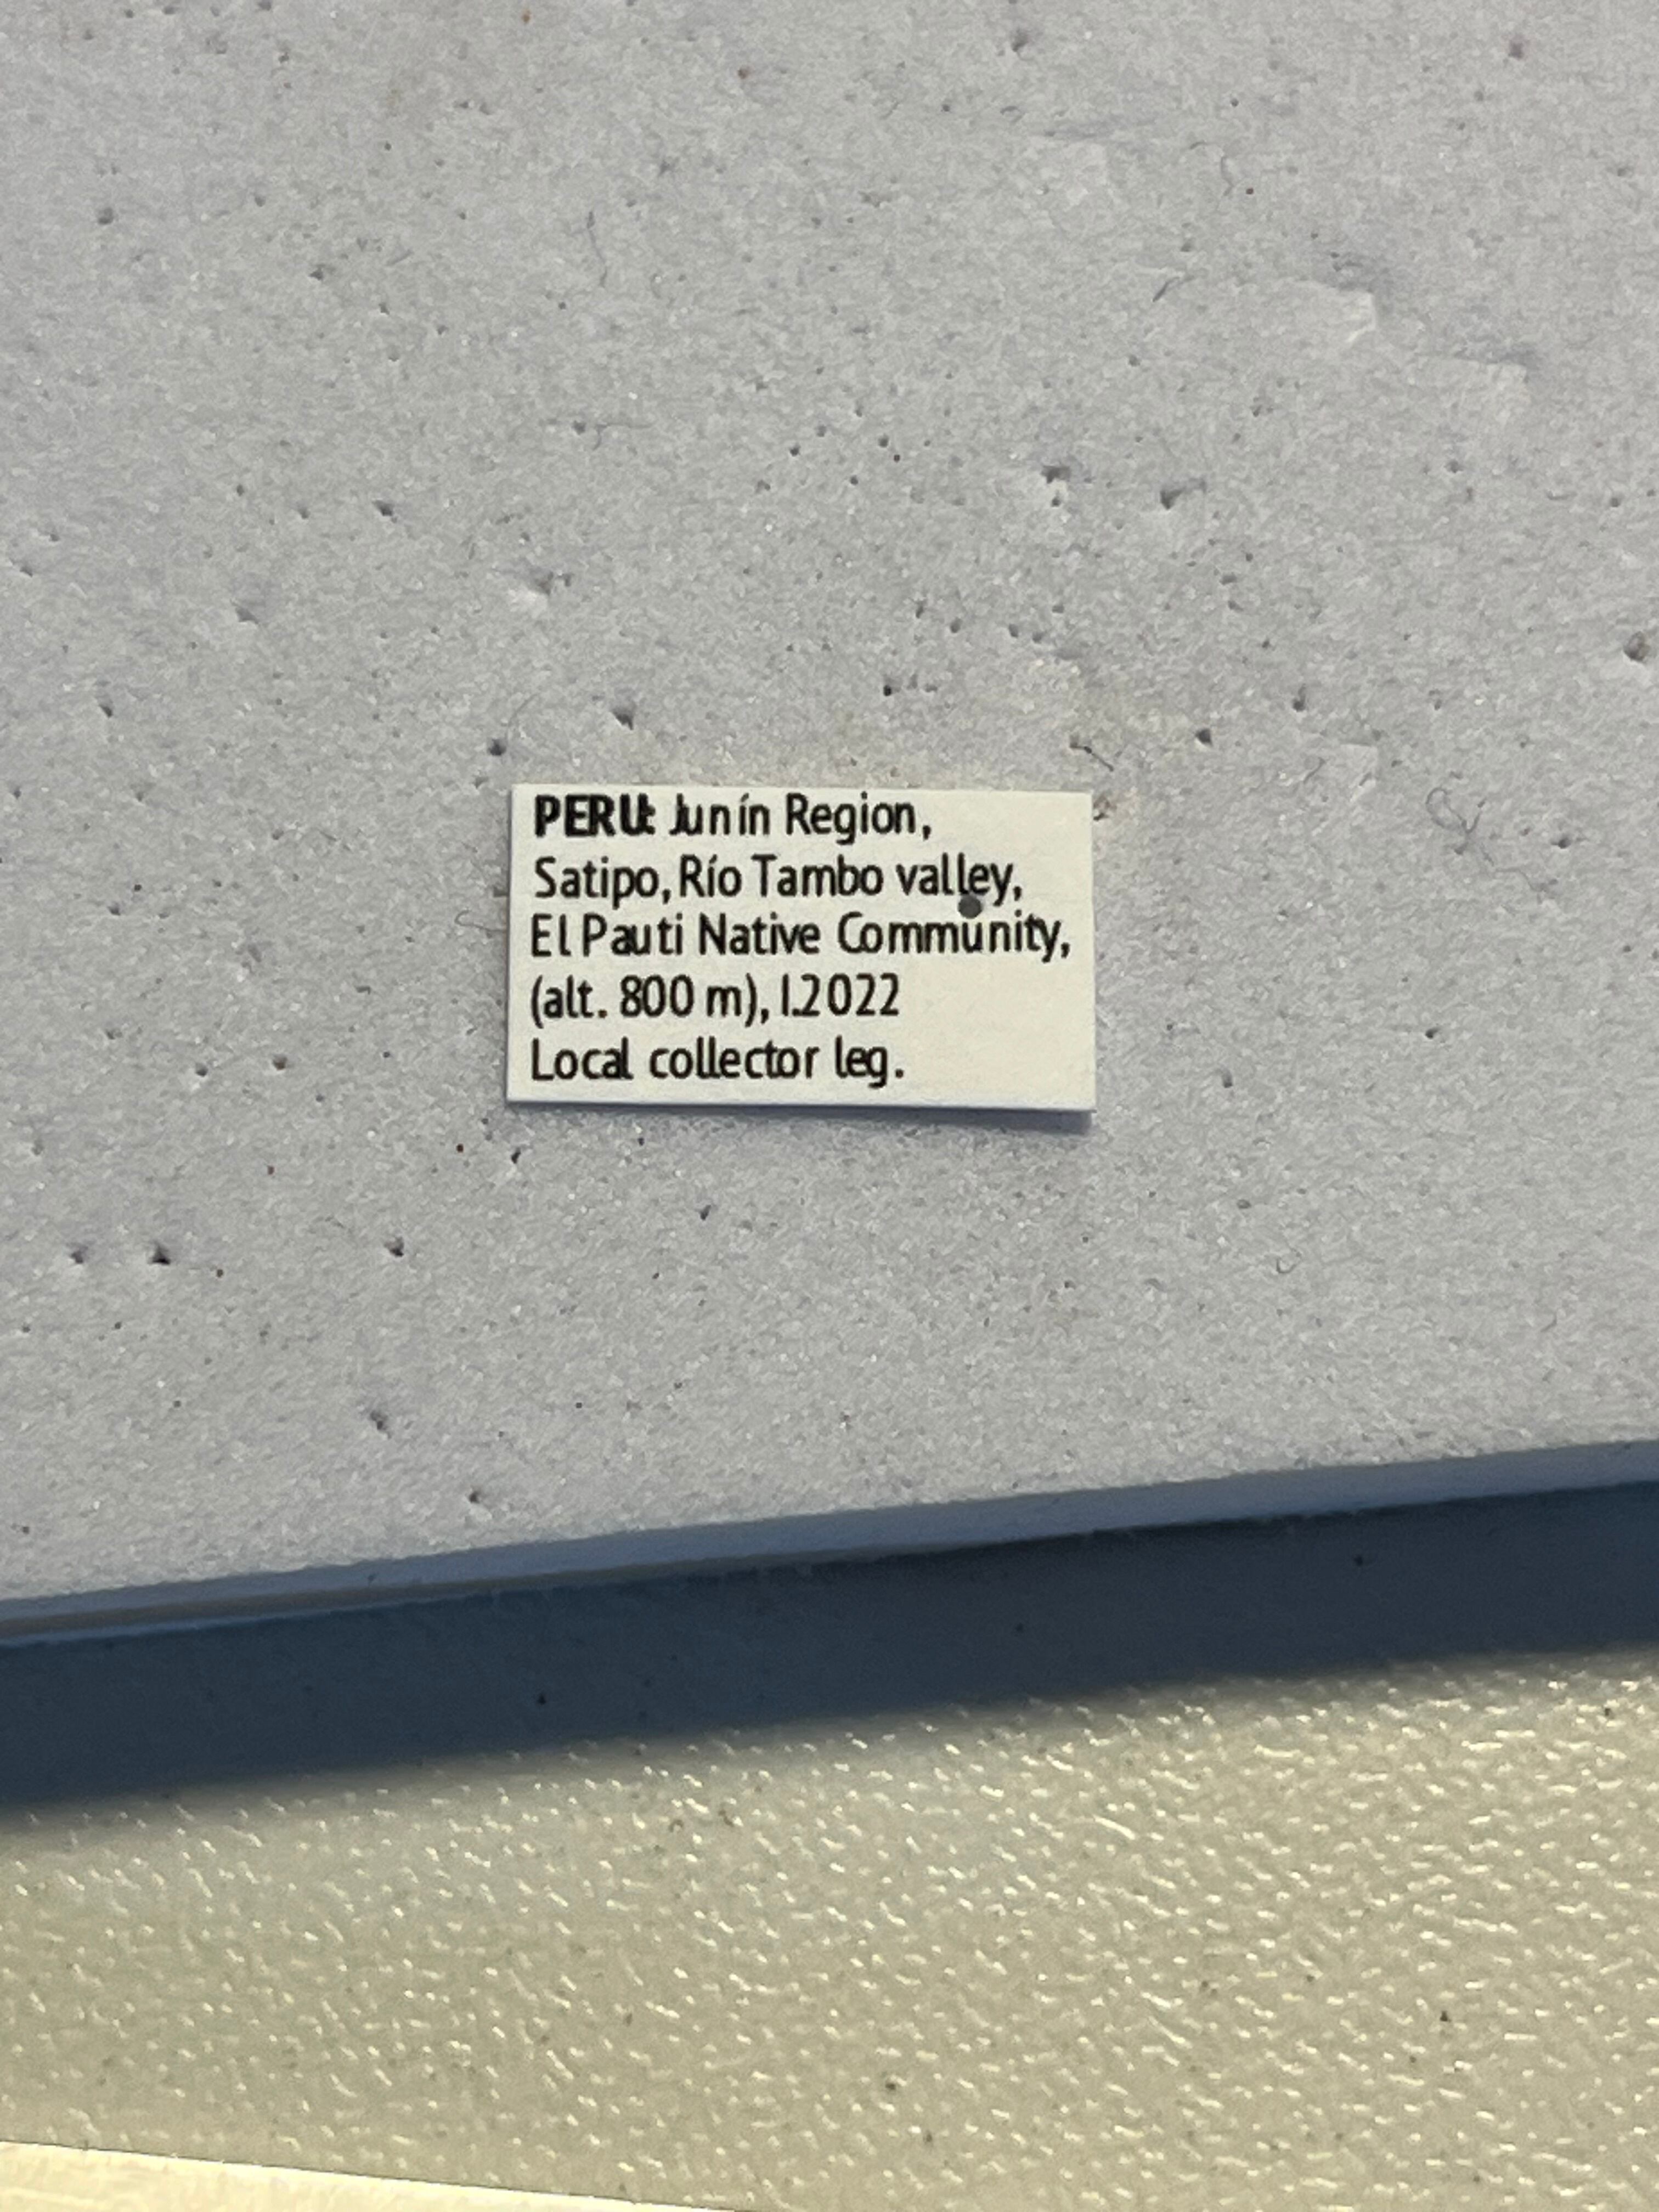 PERU: Junín Region,
Satipo, Río Tambo valley,
El Pauti Native Community,
(alt. 800 m), I.2022
Local collector leg.